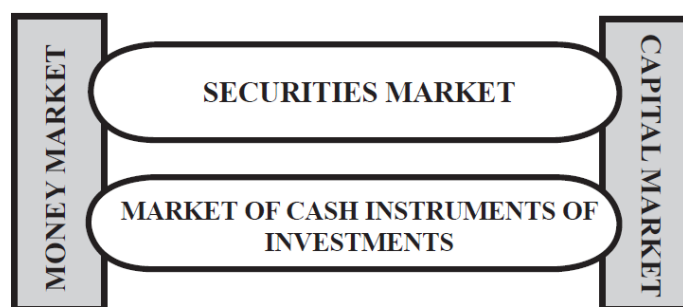 MONEY MARKET
SECURITIES MARKET
MARKET OF CASH INSTRUMENTS OF
INVESTMENTS
CAPITAL MARKET